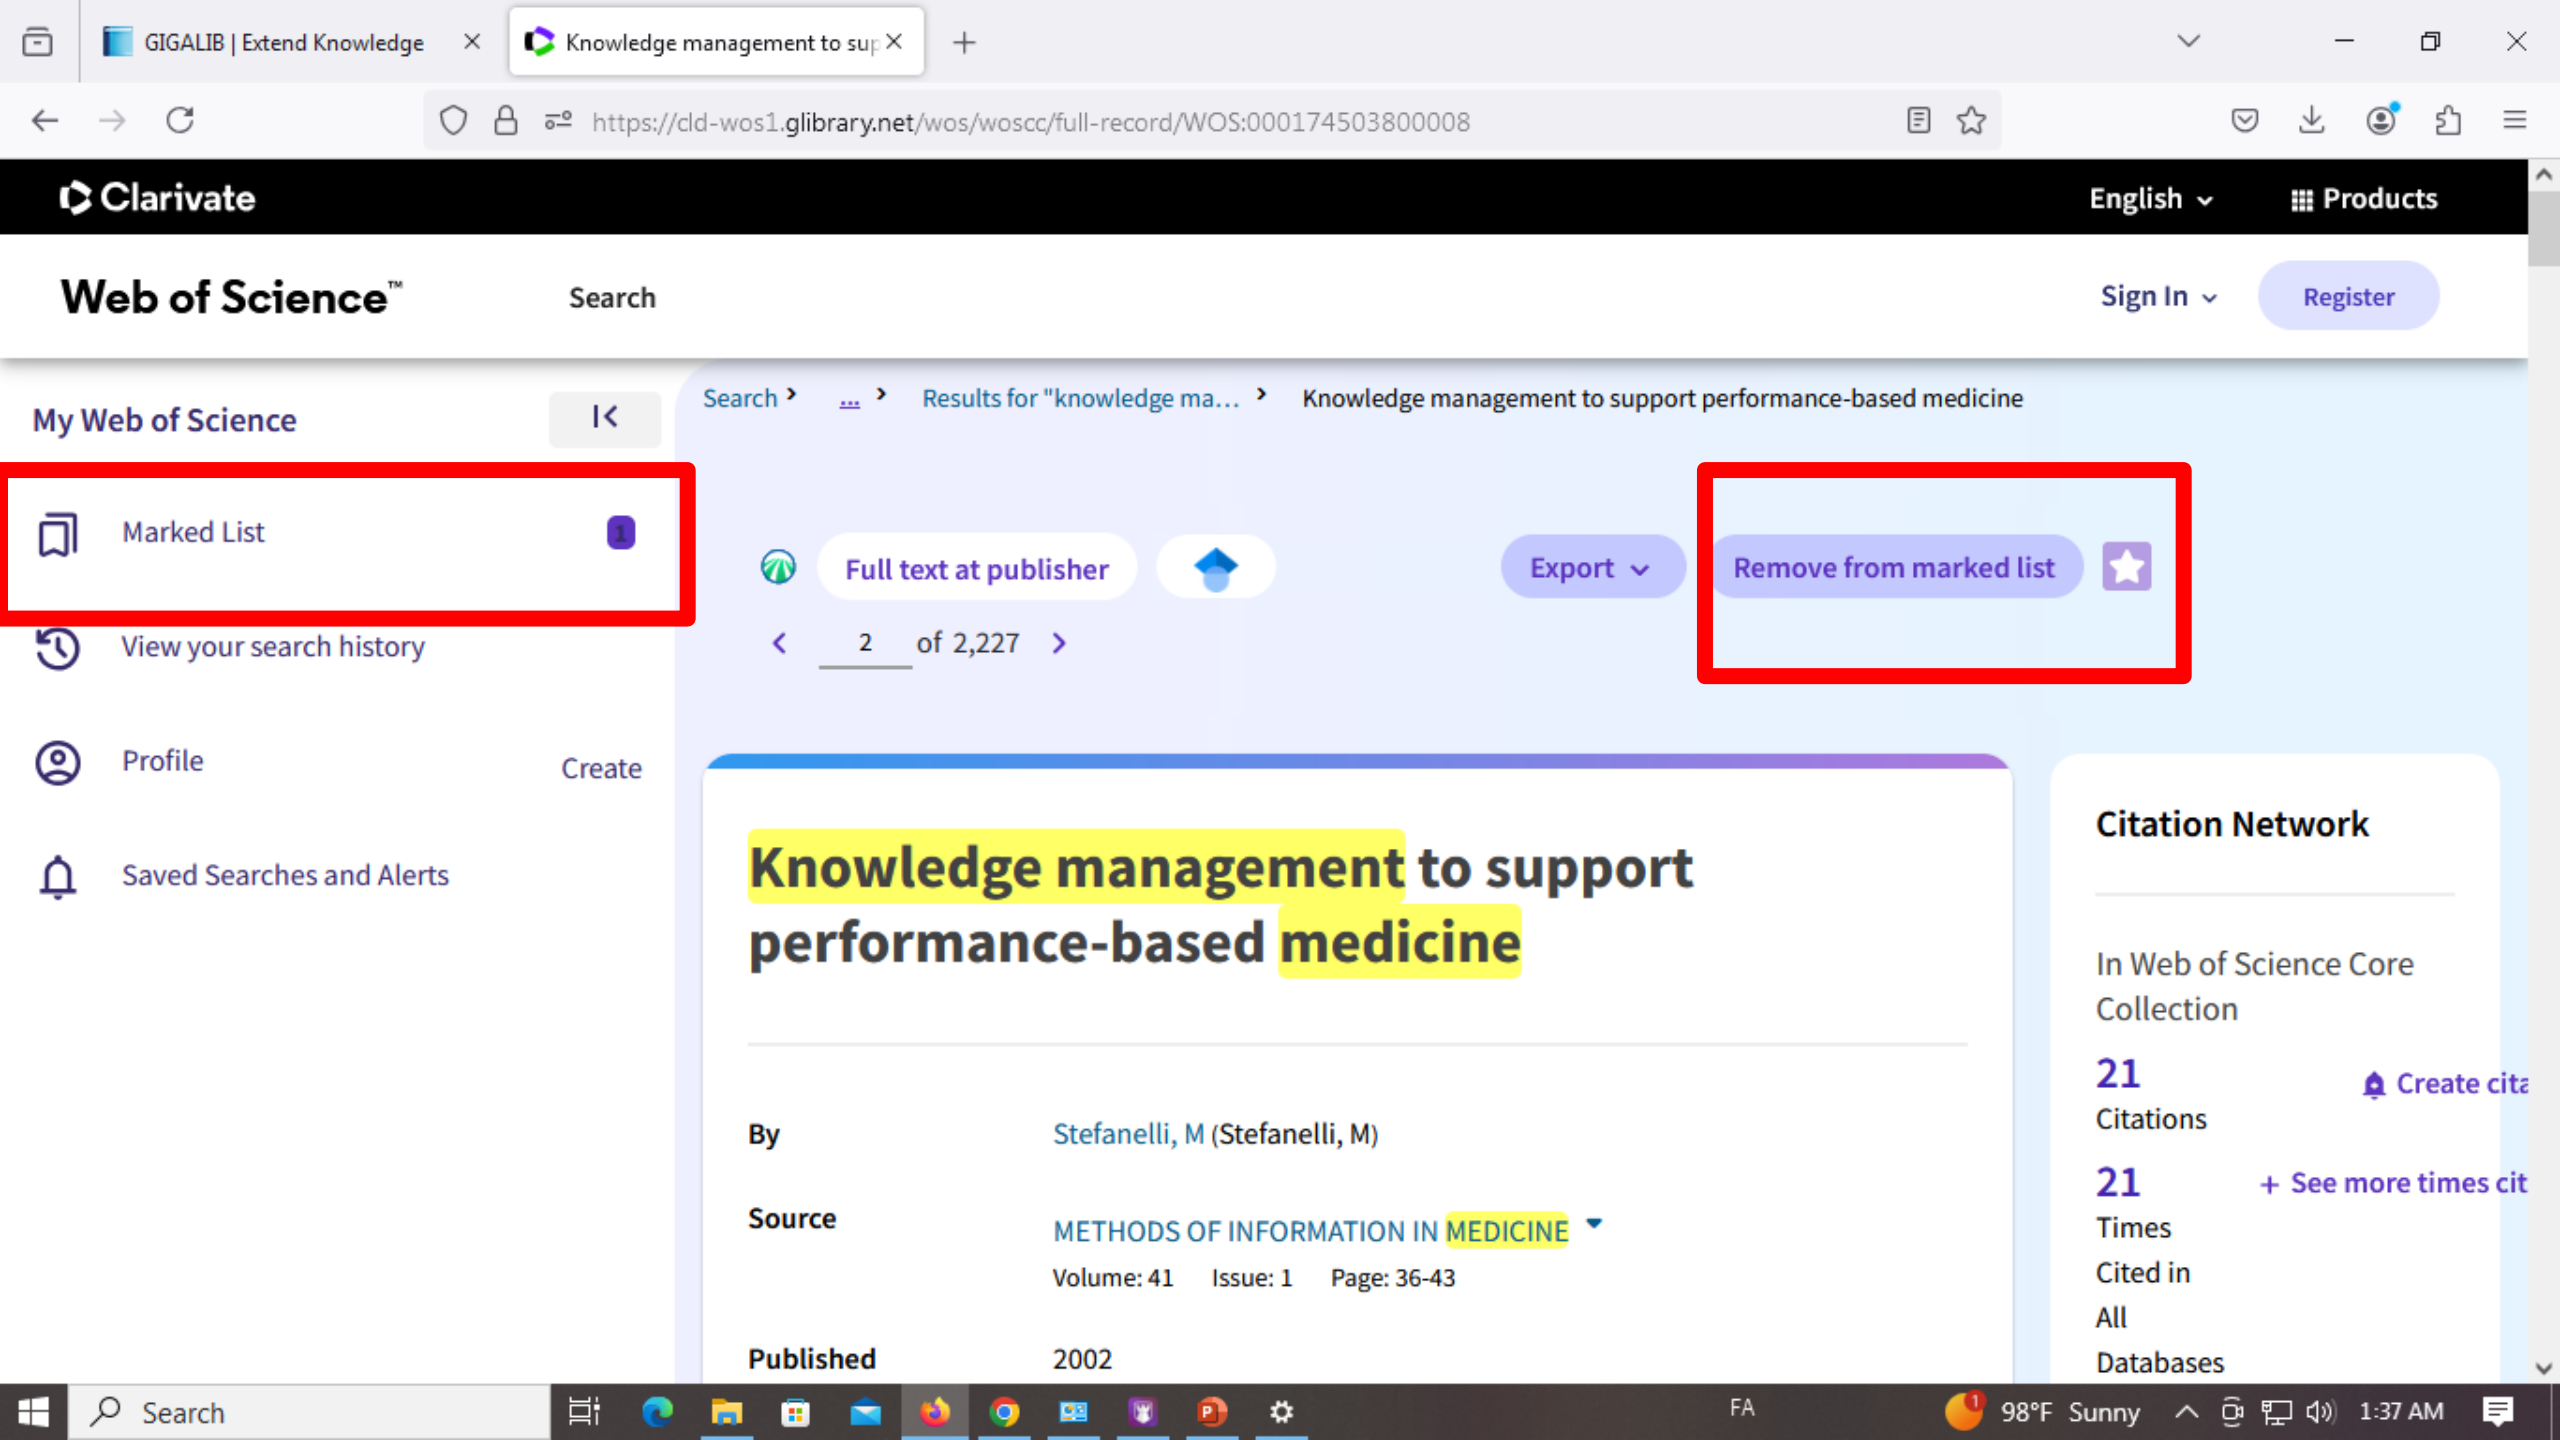 GIGALIB | Extend Knowledge
Knowledge management to sup
https://cld-wos1.glibrary.net/wos/woscc/full-record/WOS:000174503800008
Clarivate
English
Products
Web of Science™
Search
Sign In
Register
My Web of Science
Search
...
Results for "knowledge ma...
Knowledge management to support performance-based medicine
Marked List
1
Full text at publisher
Export
Remove from marked list
2 of 2,227
View your search history
Profile
Create
Saved Searches and Alerts
Knowledge management to support
performance-based medicine
By
Stefanelli, M (Stefanelli, M)
Source
METHODS OF INFORMATION IN MEDICINE
Volume: 41 Issue: 1 Page: 36-43
Published
2002
Citation Network
In Web of Science Core
Collection
21
Citations
Create cita
21
Times
Cited in
All
Databases
+ See more times cit
Search
FA
1
98°F Sunny
1:37 AM